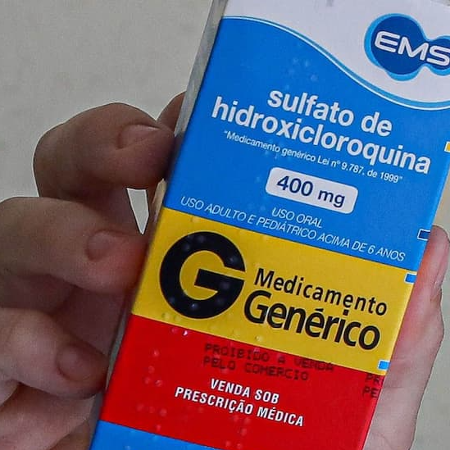 EMS
sulfato de
hidroxicloroquina
"Medicamento genérico Lei nº 9.787, de 1999"
400 mg
USO ORAL
USO ADULTO E PEDIÁTRICO ACIMA DE 6 ANOS
G
Medicamento
Genérico
PROIBIDO A VENDA
PELO COMERCIO
VENDA SOB
PRESCRIÇÃO MÉDICA